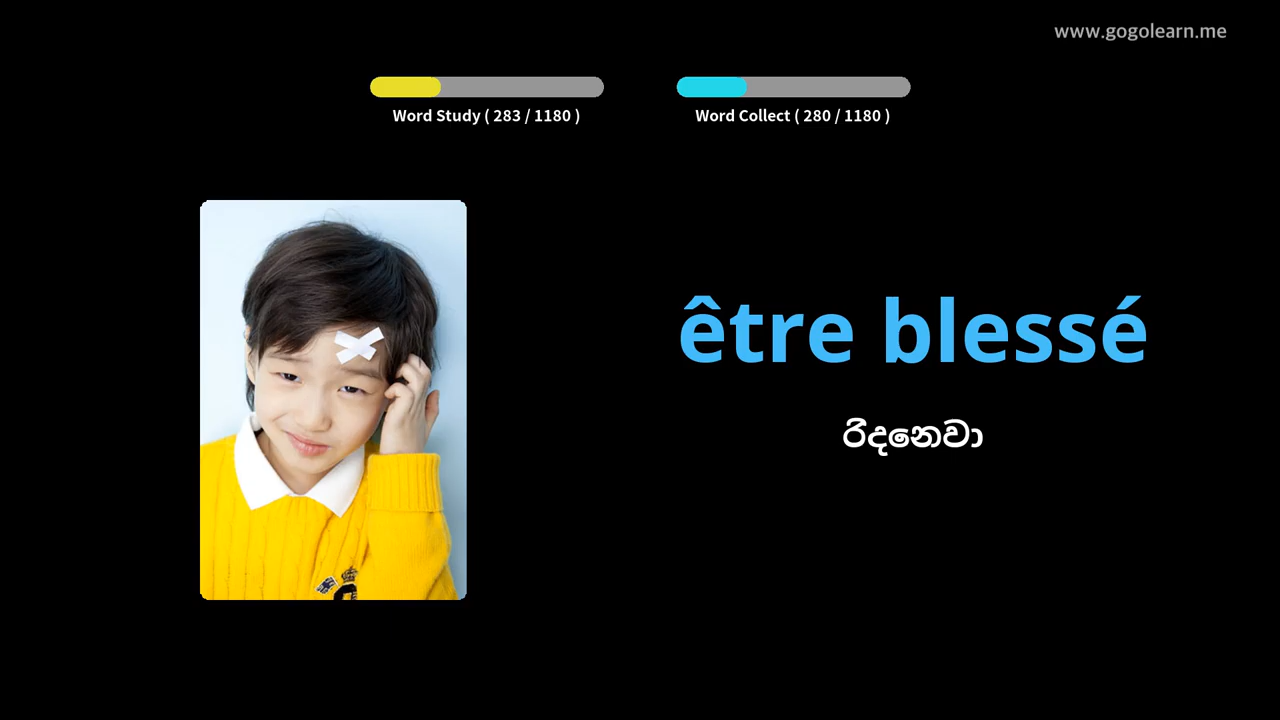 www.gogolearn.me
Word Study ( 283 / 1180 )
Word Collect ( 280 / 1180 )
être blessé
රිදනෙවා